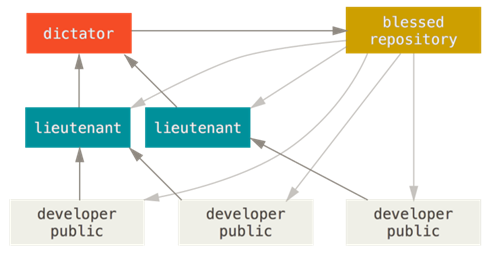 dictator
blessed
repository
lieutenant
lieutenant
developer
public
developer
public
developer
public